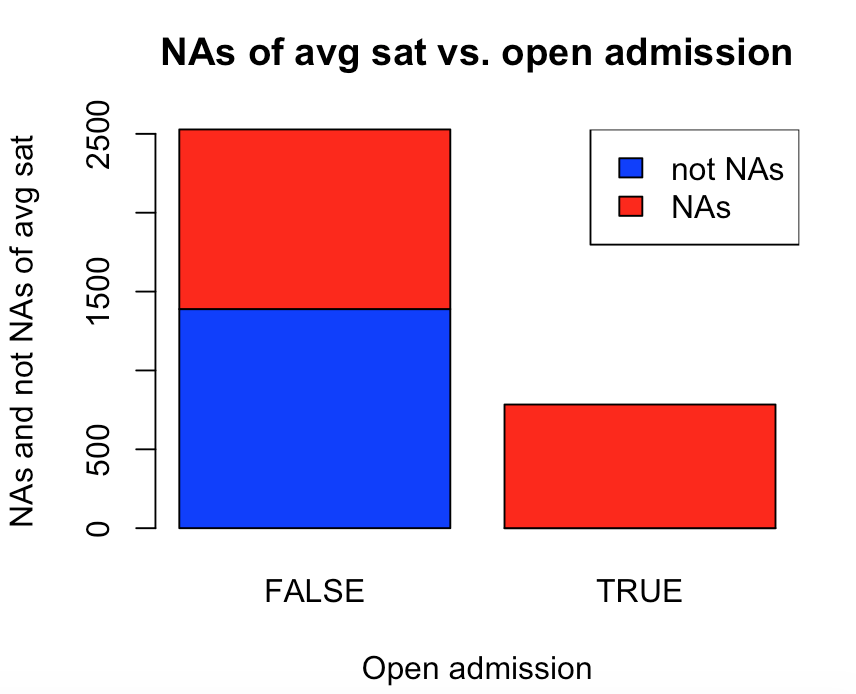 NAs of avg sat vs. open admission
NAs and not NAs of avg sat
2500
1500
500
0
not NAs
NAs
FALSE
TRUE
Open admission